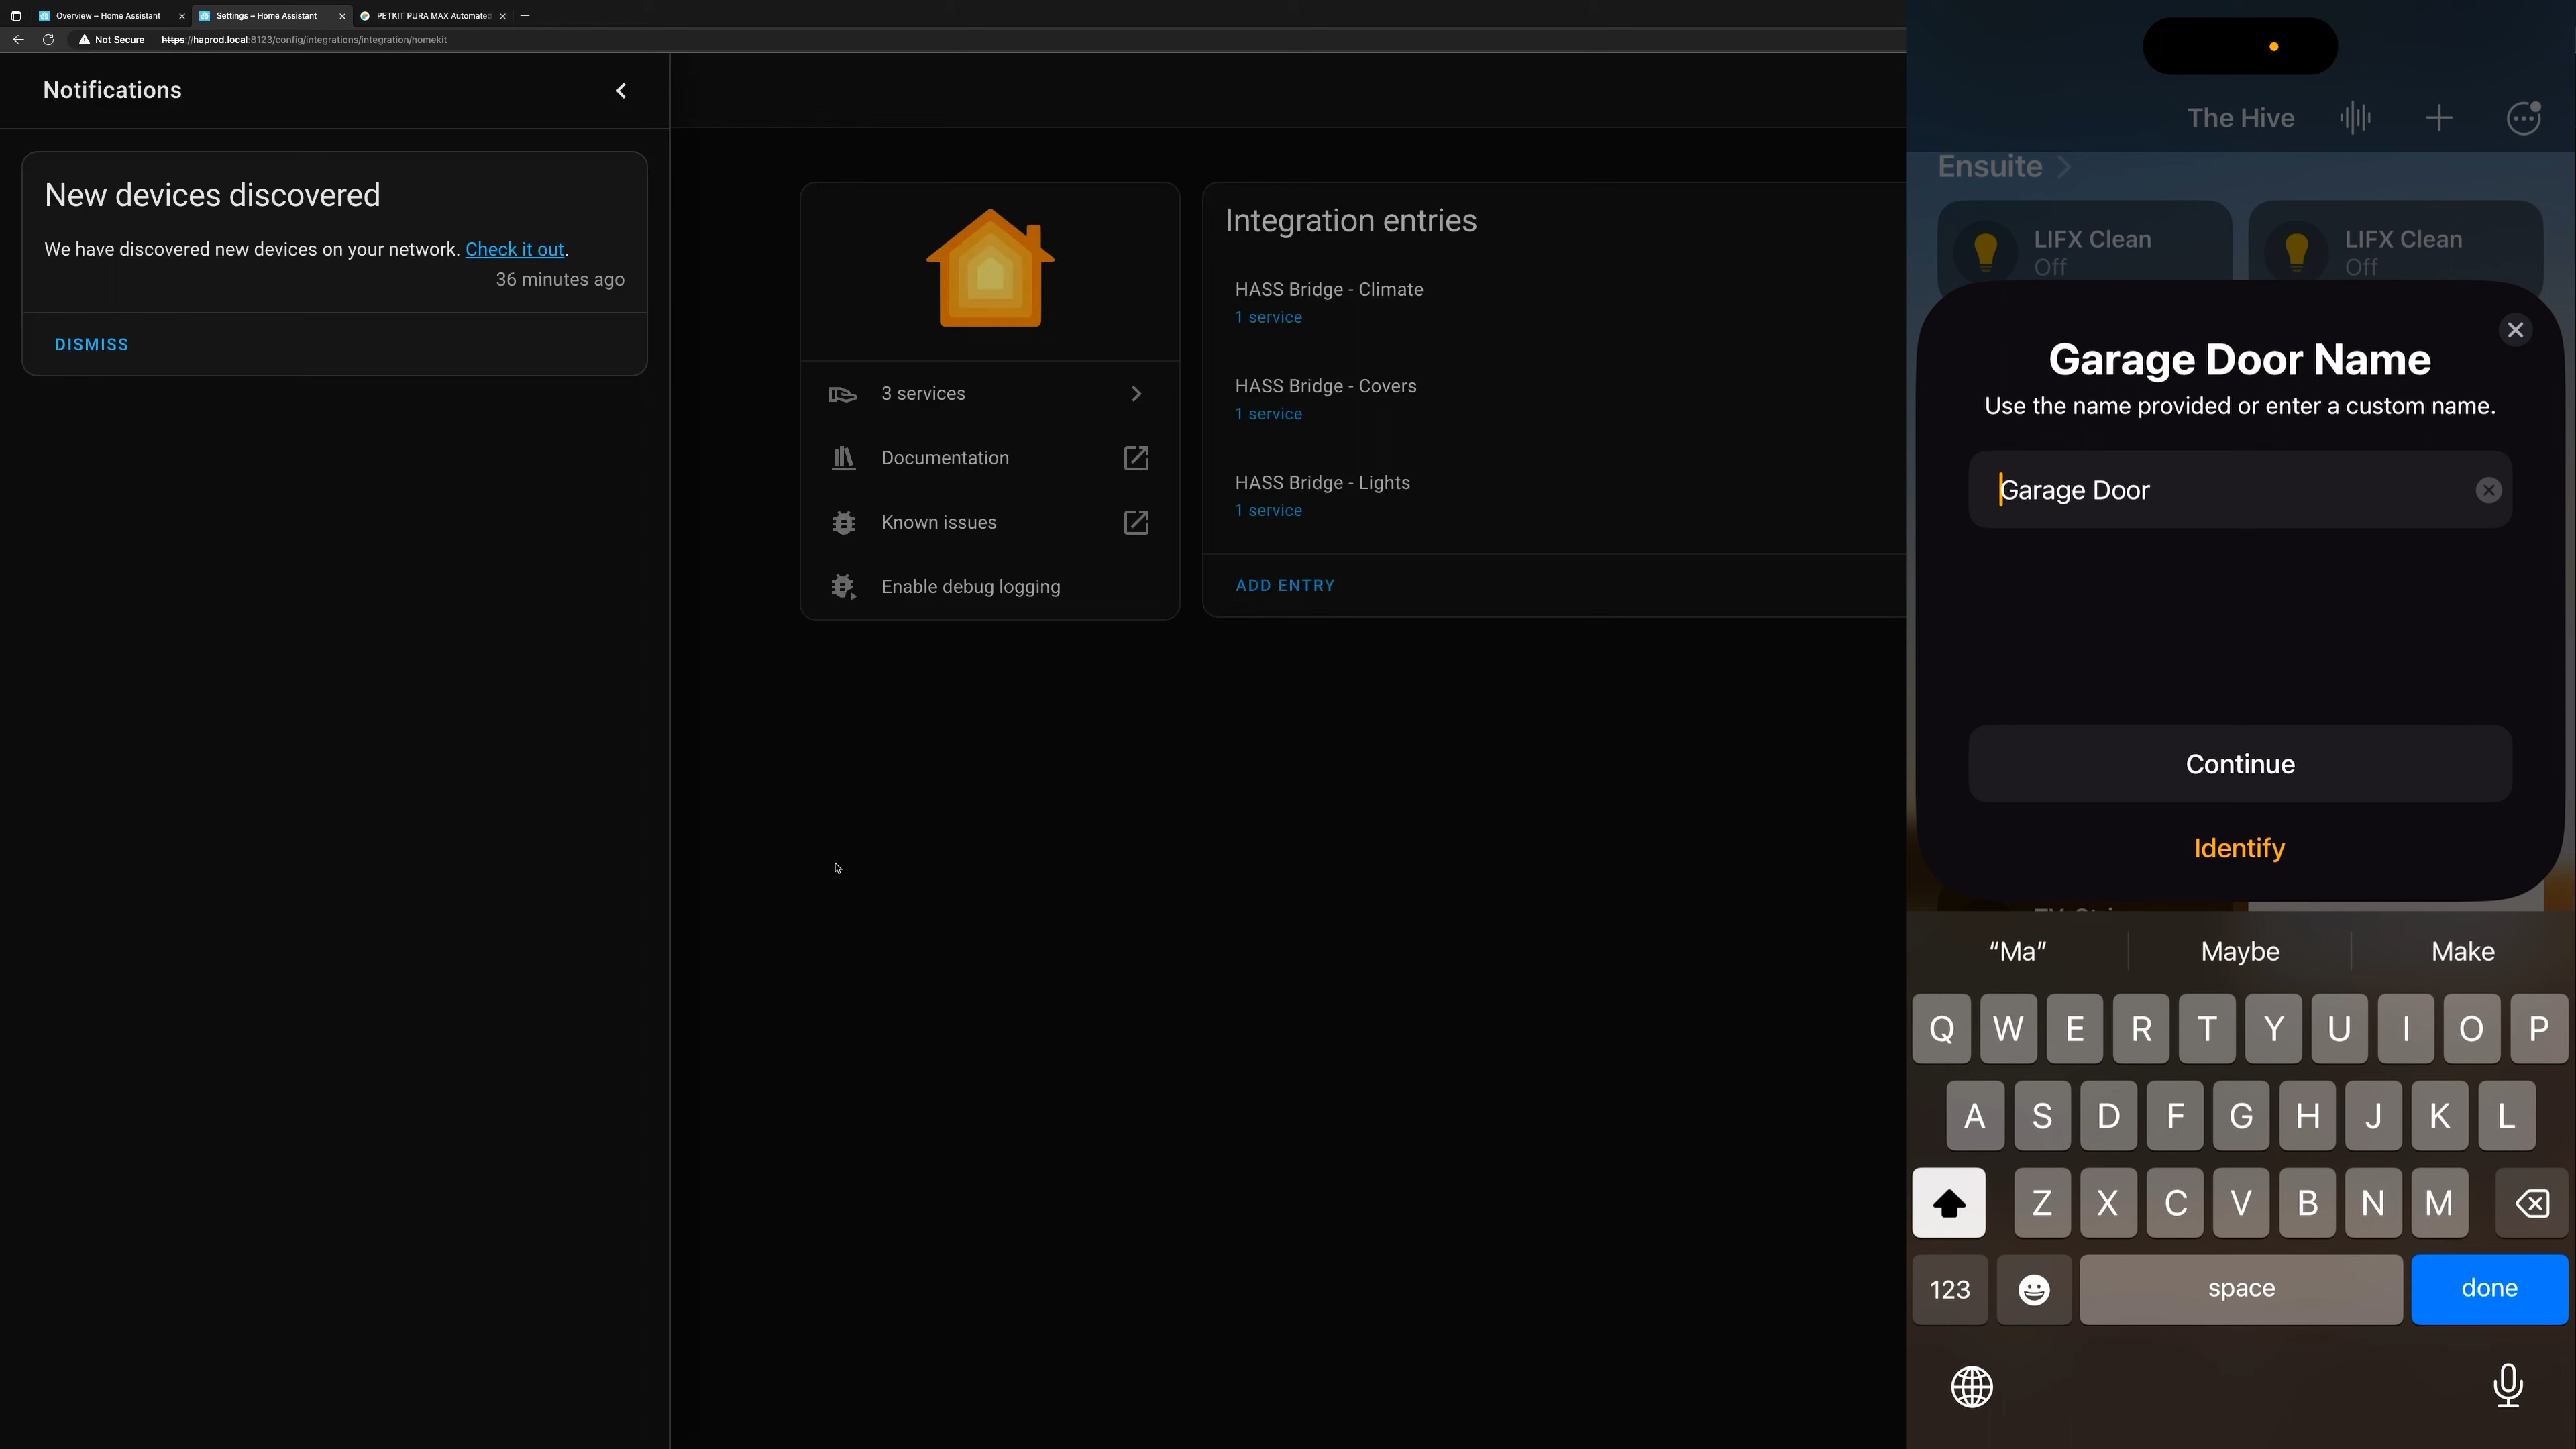 Overview – Home Assistant
Settings – Home Assistant
PETKIT PURA MAX Automated
Not Secure
https://haprod.local:8123/config/integrations/integration/homekit
Notifications
New devices discovered
We have discovered new devices on your network. Check it out.
36 minutes ago
DISMISS
3 services
Documentation
Known issues
Enable debug logging
Integration entries
HASS Bridge - Climate
1 service
HASS Bridge - Covers
1 service
HASS Bridge - Lights
1 service
ADD ENTRY
The Hive
Ensuite
LIFX Clean
Off
LIFX Clean
Off
Garage Door Name
Use the name provided or enter a custom name.
Garage Door
Continue
Identify
“Ma” Maybe Make
Q W E R T Y U I O P
A S D F G H J K L
Z X C V B N M
123 space done